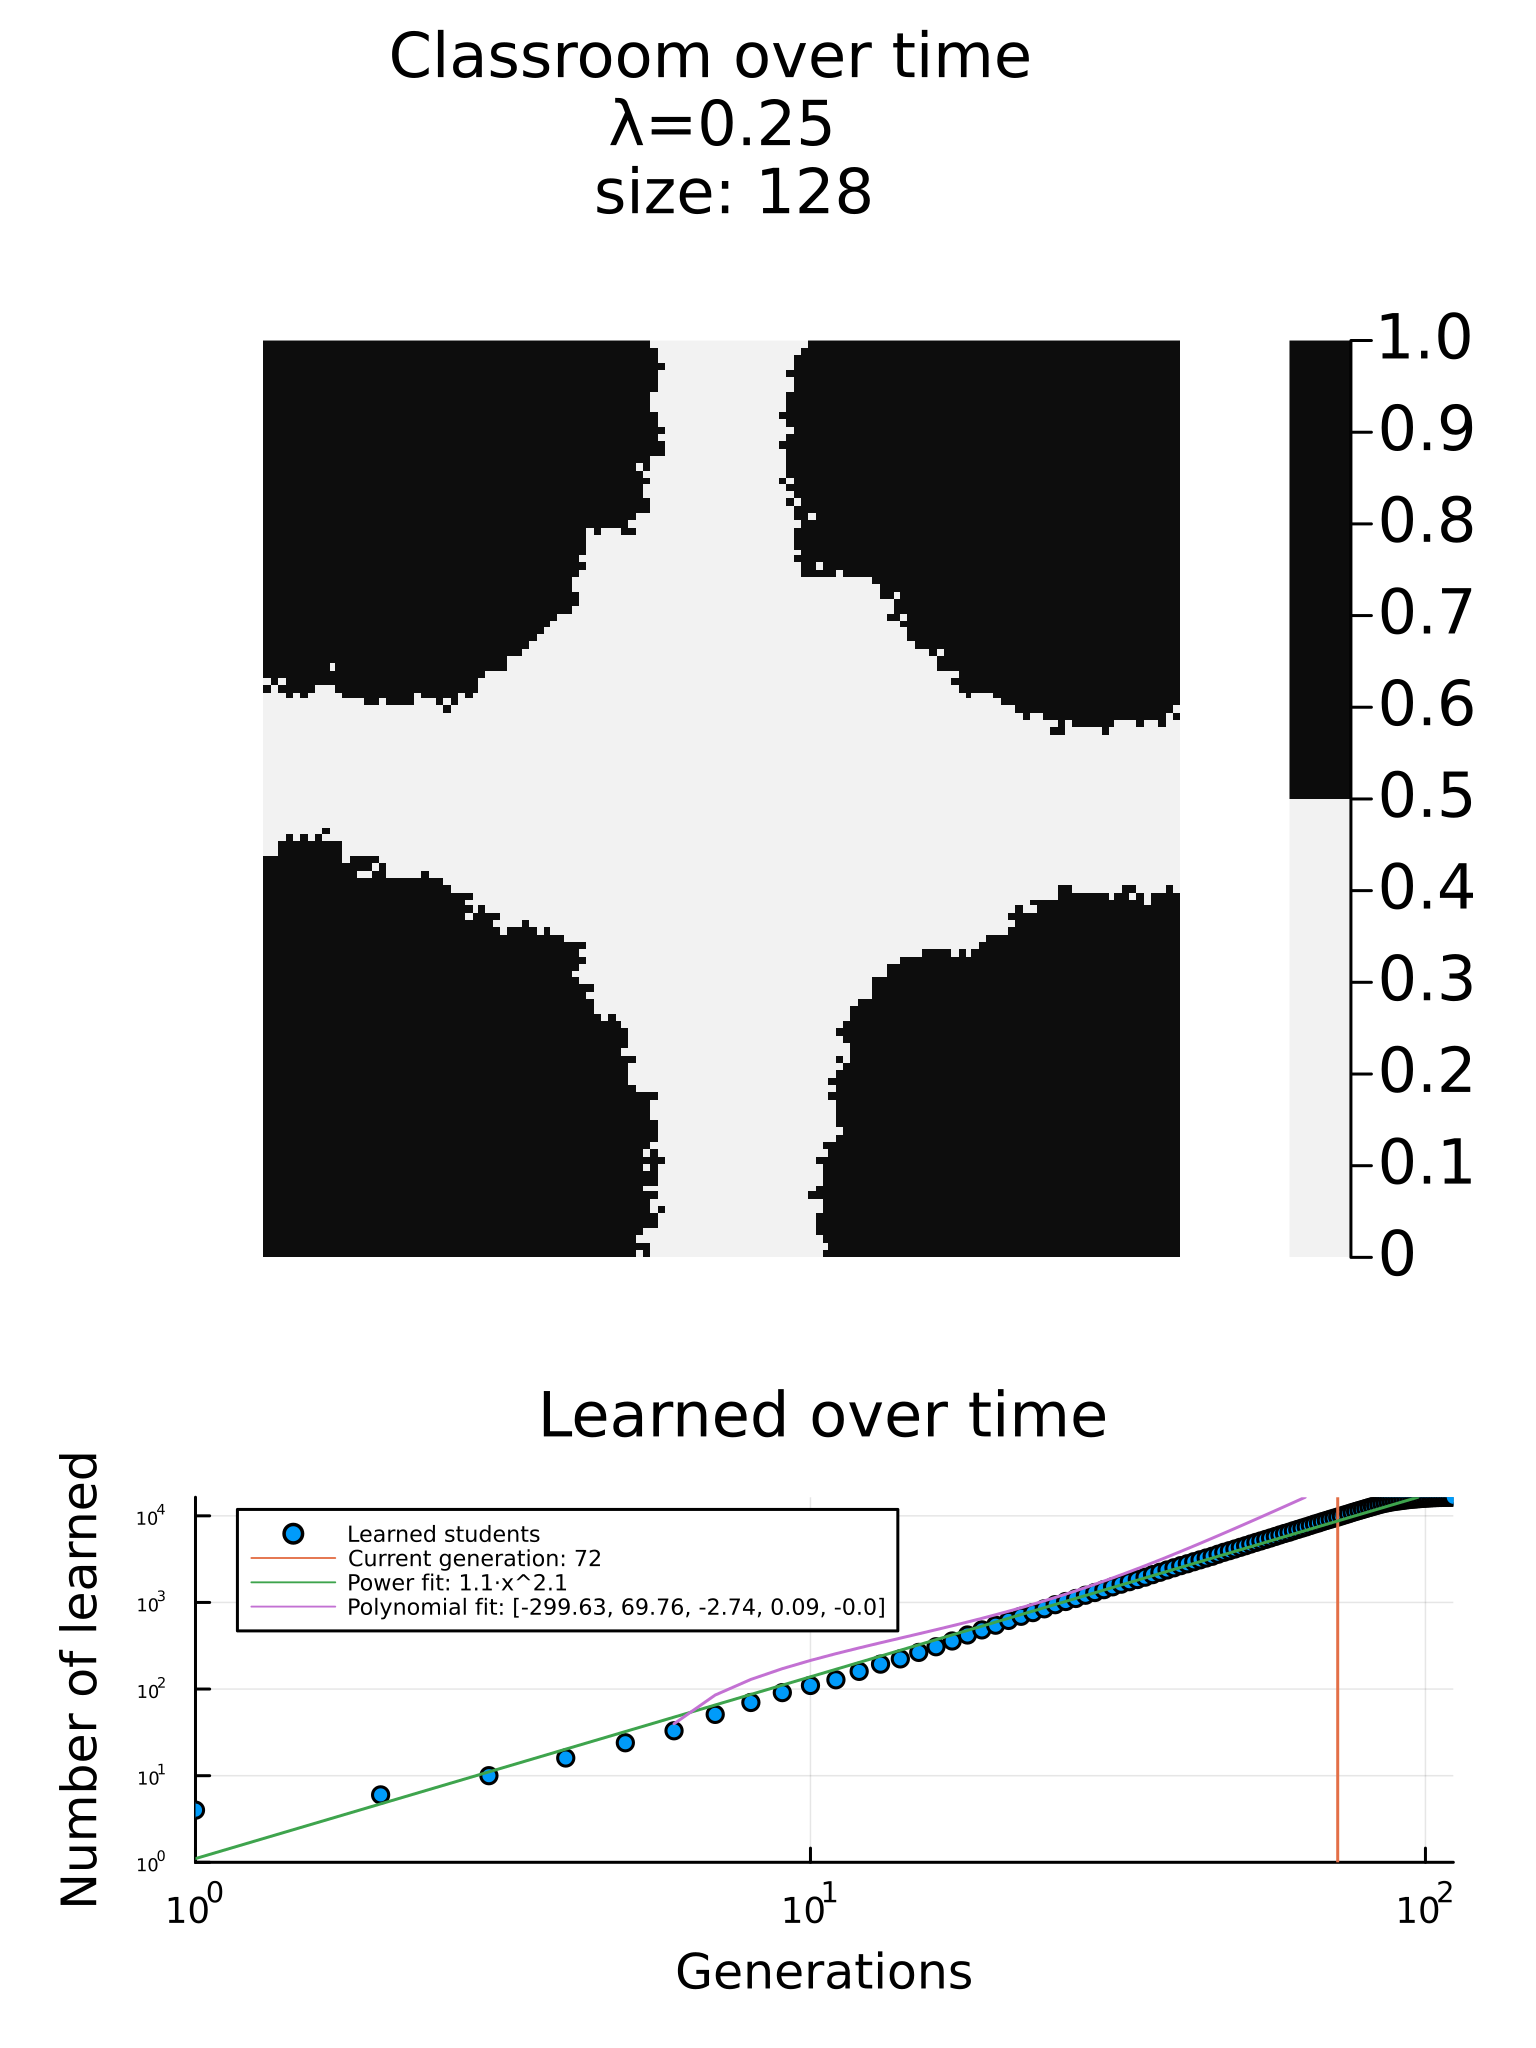 Classroom over time
λ=0.25
size: 128
1.0
0.9
0.8
0.7
0.6
0.5
0.4
0.3
0.2
0.1
0
Learned over time
Number of learned
10^4
10^3
10^2
10^1
10^0
Learned students
Current generation: 72
Power fit: 1.1·x^2.1
Polynomial fit: [-299.63, 69.76, -2.74, 0.09, -0.0]
10^0 10^1 10^2
Generations